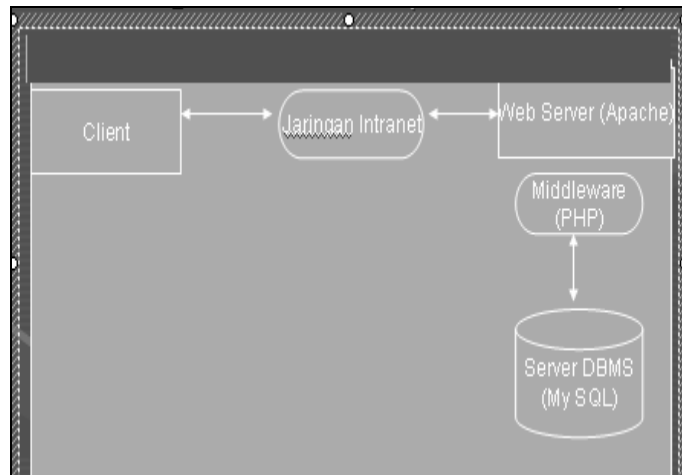 Client
Jaringan Intranet
Web Server (Apache)
Middleware
(PHP)
Server DBMS
(My SQL)